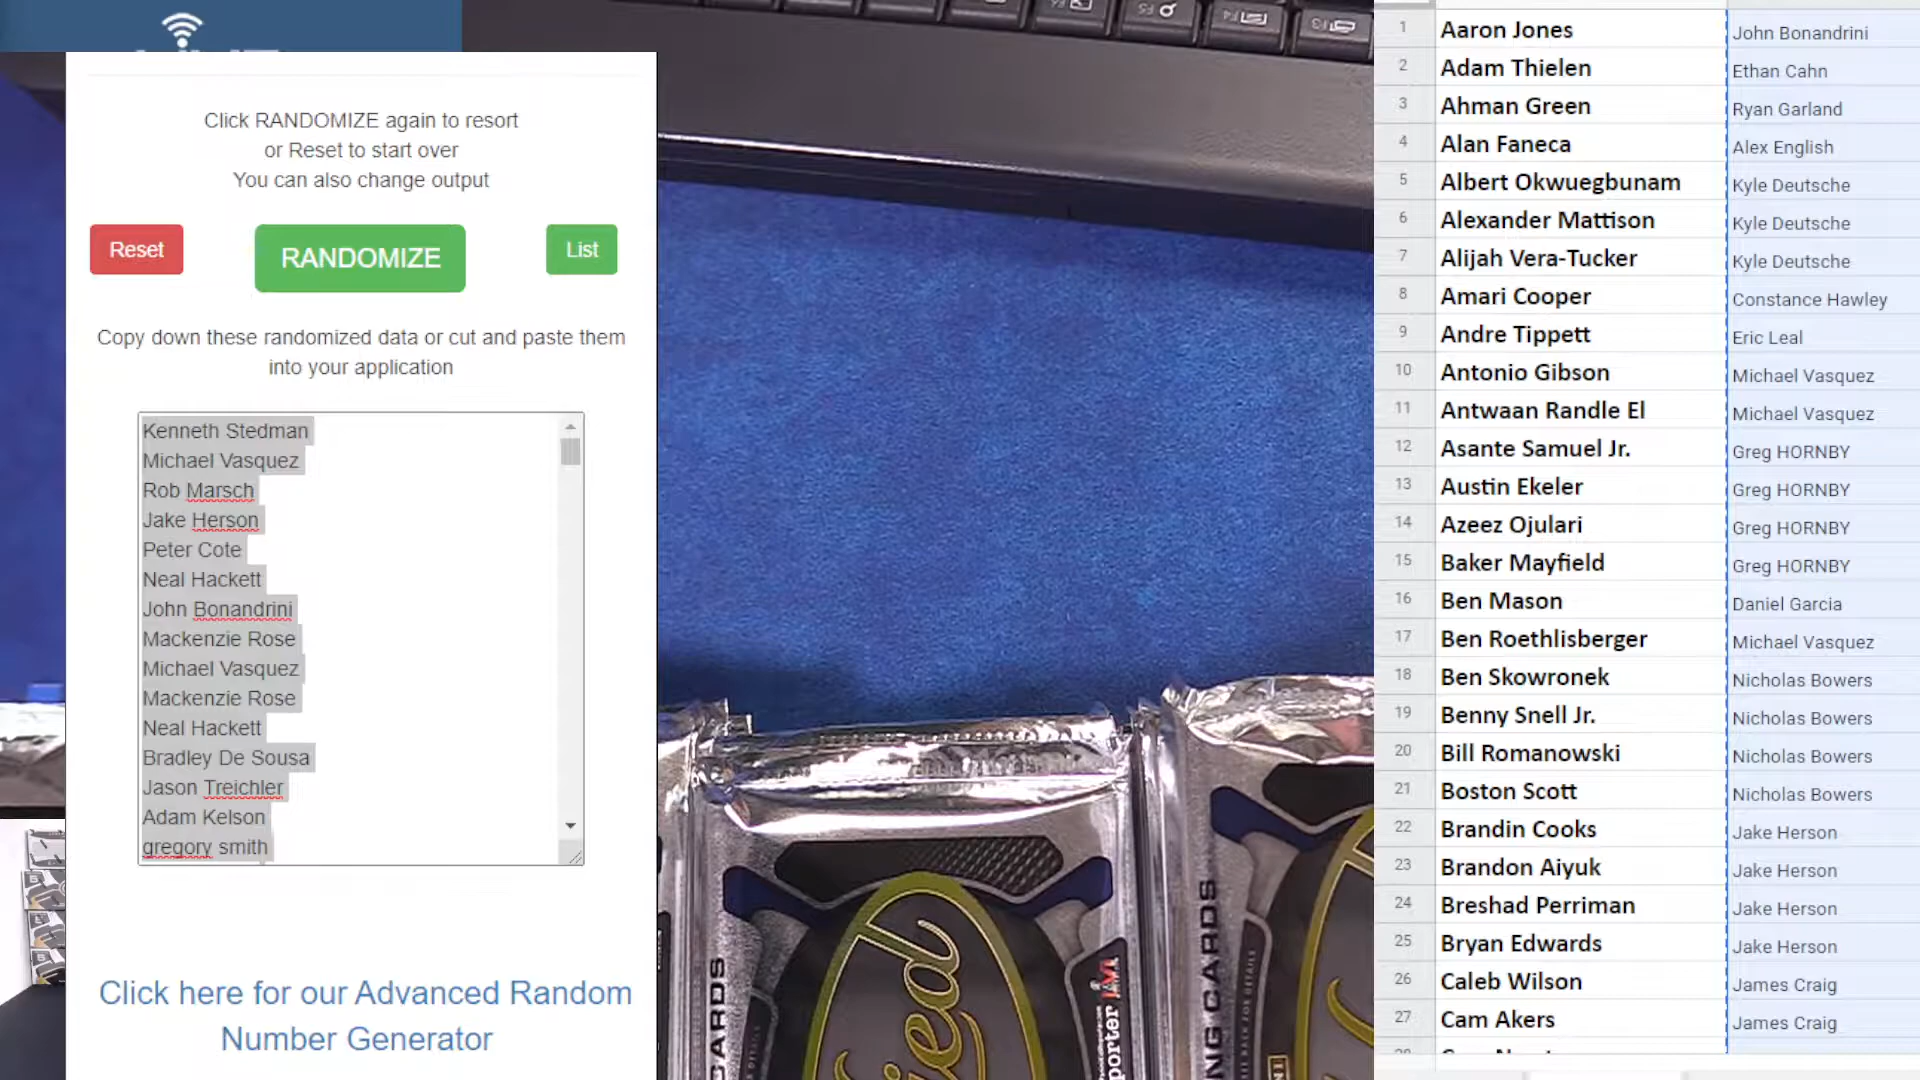 Click RANDOMIZE again to resort
or Reset to start over
You can also change output
Reset
RANDOMIZE
List
Copy down these randomized data or cut and paste them
into your application
Kenneth Stedman
Michael Vasquez
Rob Marsch
Jake Herson
Peter Cote
Neal Hackett
John Bonandrini
Mackenzie Rose
Michael Vasquez
Mackenzie Rose
Neal Hackett
Bradley De Sousa
Jason Treichler
Adam Kelson
gregory smith
Click here for our Advanced Random
Number Generator
F5
F4
F3
CARDS
porter
CARDS
1 Aaron Jones John Bonandrini
2 Adam Thielen Ethan Cahn
3 Ahman Green Ryan Garland
4 Alan Faneca Alex English
5 Albert Okwuegbunam Kyle Deutsche
6 Alexander Mattison Kyle Deutsche
7 Alijah Vera-Tucker Kyle Deutsche
8 Amari Cooper Constance Hawley
9 Andre Tippett Eric Leal
10 Antonio Gibson Michael Vasquez
11 Antwaan Randle El Michael Vasquez
12 Asante Samuel Jr. Greg HORNBY
13 Austin Ekeler Greg HORNBY
14 Azeez Ojulari Greg HORNBY
15 Baker Mayfield Greg HORNBY
16 Ben Mason Daniel Garcia
17 Ben Roethlisberger Michael Vasquez
18 Ben Skowronek Nicholas Bowers
19 Benny Snell Jr. Nicholas Bowers
20 Bill Romanowski Nicholas Bowers
21 Boston Scott Nicholas Bowers
22 Brandin Cooks Jake Herson
23 Brandon Aiyuk Jake Herson
24 Breshad Perriman Jake Herson
25 Bryan Edwards Jake Herson
26 Caleb Wilson James Craig
27 Cam Akers James Craig